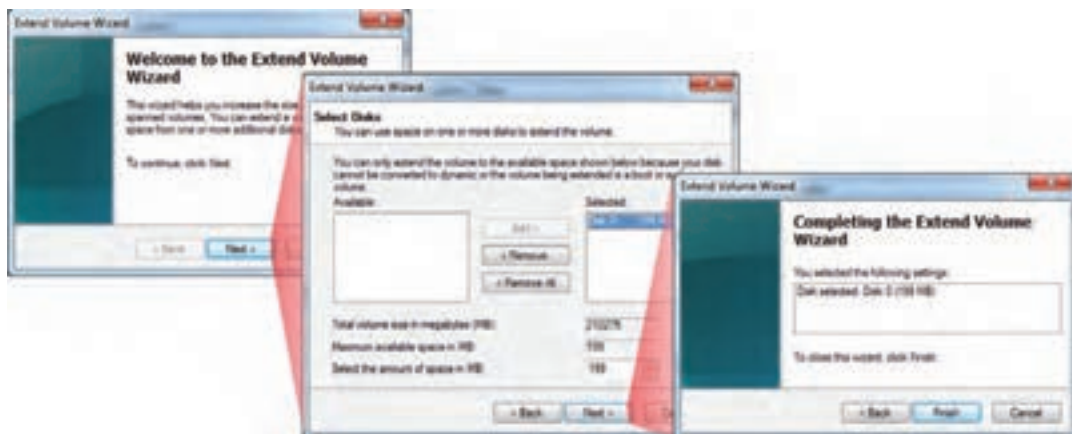 Extend Volume Wizard
Welcome to the Extend Volume
Wizard
This wizard helps you increase the size
spanned volumes. You can extend a
space from one or more additional disks
To continue, click Next.
< Back
Next >
Extend Volume Wizard
Select Disks
You can use space on one or more disks to extend the volume.
You can only extend the volume to the available space shown below because your disk
cannot be converted to dynamic or the volume being extended is a boot or
volume.
Available:
Selected:
Add >
< Remove
< Remove All
Total volume size in megabytes (MB):
210276
Maximum available space in MB:
Select the amount of space in MB:
< Back
Next >
Extend Volume Wizard
Completing the Extend Volume
Wizard
You selected the following settings:
Disk selected: Disk 0
To close this wizard, click Finish.
< Back
Finish
Cancel